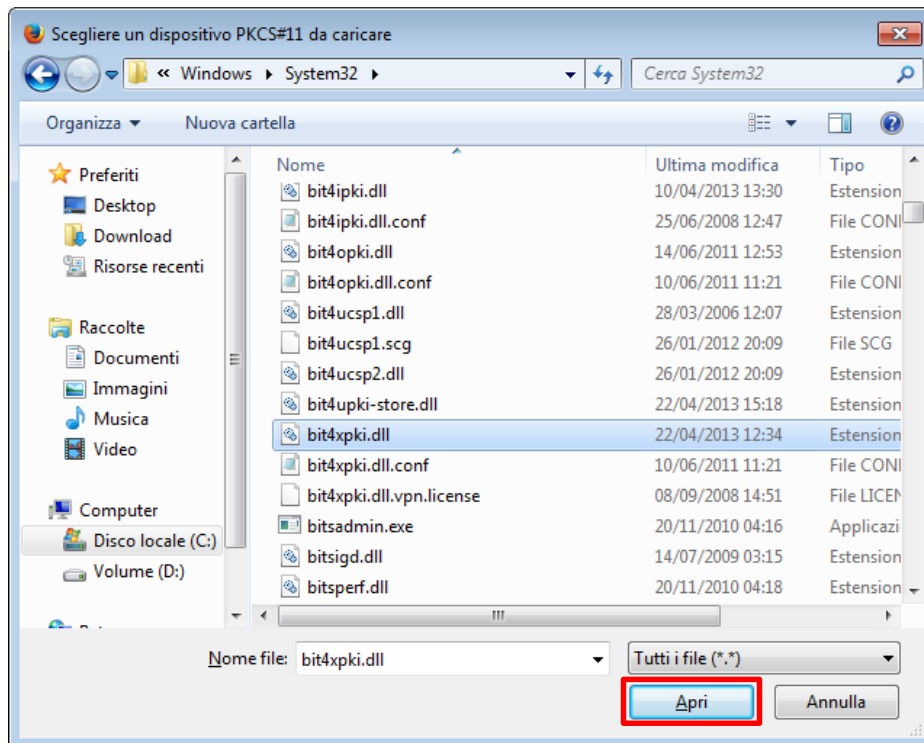 Scegliere un dispositivo PKCS#11 da caricare
« Windows System32
Cerca System32
Organizza Nuova cartella
Preferiti
Desktop
Download
Risorse recenti
Raccolte
Documenti
Immagini
Musica
Video
Computer
Disco locale (C:)
Volume (D:)
Nome Ultima modifica Tipo
bit4ipki.dll 10/04/2013 13:30 Estension
bit4ipki.dll.conf 25/06/2008 12:47 File CON
bit4opki.dll 14/06/2011 12:53 Estension
bit4opki.dll.conf 10/06/2011 11:21 File CON
bit4ucsp1.dll 28/03/2006 12:07 Estension
bit4ucsp1.scg 26/01/2012 20:09 File SCG
bit4ucsp2.dll 26/01/2012 20:09 Estension
bit4upki-store.dll 22/04/2013 15:18 Estension
bit4xpki.dll 22/04/2013 12:34 Estension
bit4xpki.dll.conf 10/06/2011 11:21 File CON
bit4xpki.dll.vpn.license 08/09/2008 14:51 File LICEN
bitsadmin.exe 20/11/2010 04:16 Applicazi
bitsigd.dll 14/07/2009 03:15 Estension
bitsperf.dll 20/11/2010 04:18 Estension
Nome file: bit4xpki.dll Tutti i file (*.*)
Apri Annulla